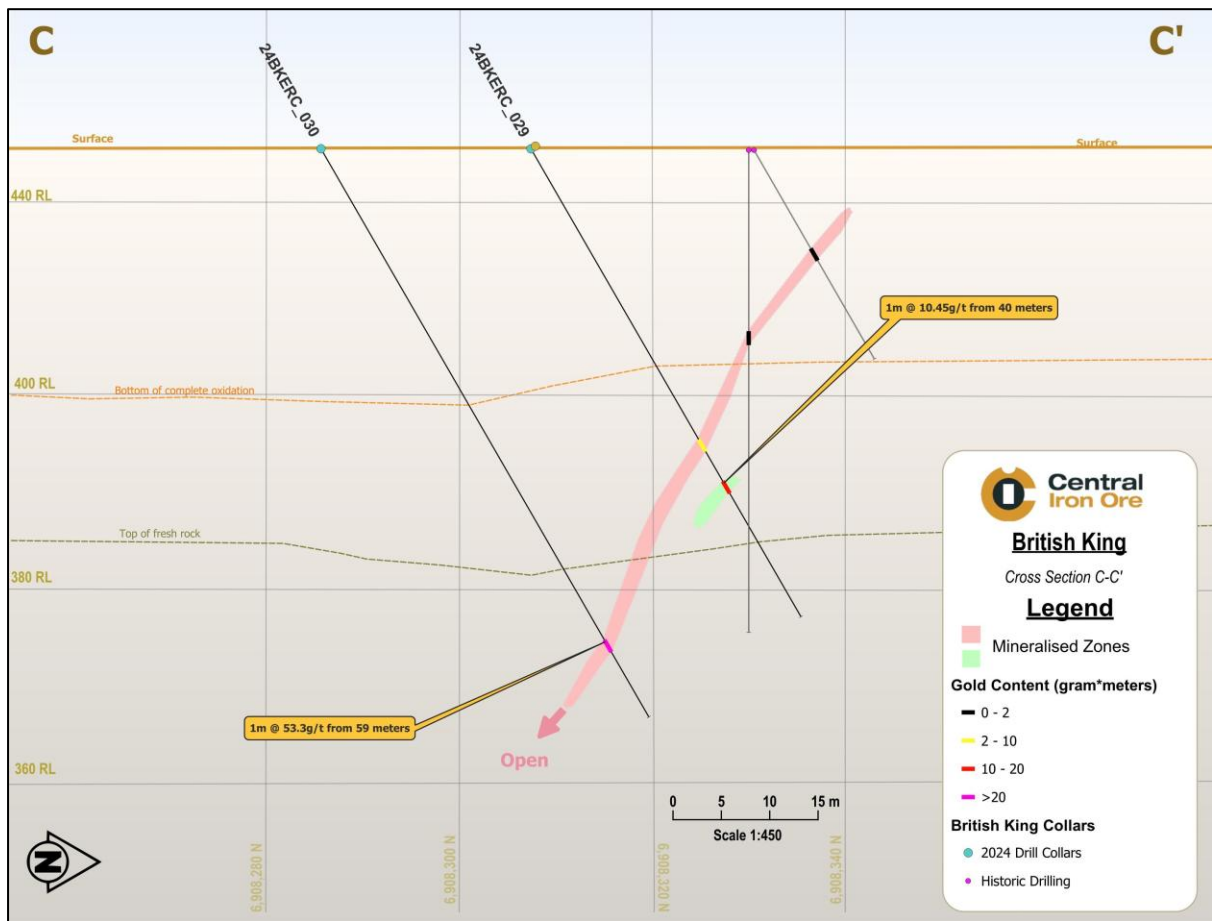 C
C'
24BKERC_030
24BKERC_029
Surface
Surface
440 RL
1m @ 10.45g/t from 40 meters
400 RL
Bottom of complete oxidation
Top of fresh rock
380 RL
1m @ 53.3g/t from 59 meters
Open
360 RL
0 5 10 15 m
Scale 1:450
N
6,908,280 N
6,908,300 N
6,908,320 N
6,908,340 N
Central
Iron Ore
British King
Cross Section C-C'
Legend
Mineralised Zones
Gold Content (gram*meters)
0 - 2
2 - 10
10 - 20
>20
British King Collars
2024 Drill Collars
Historic Drilling